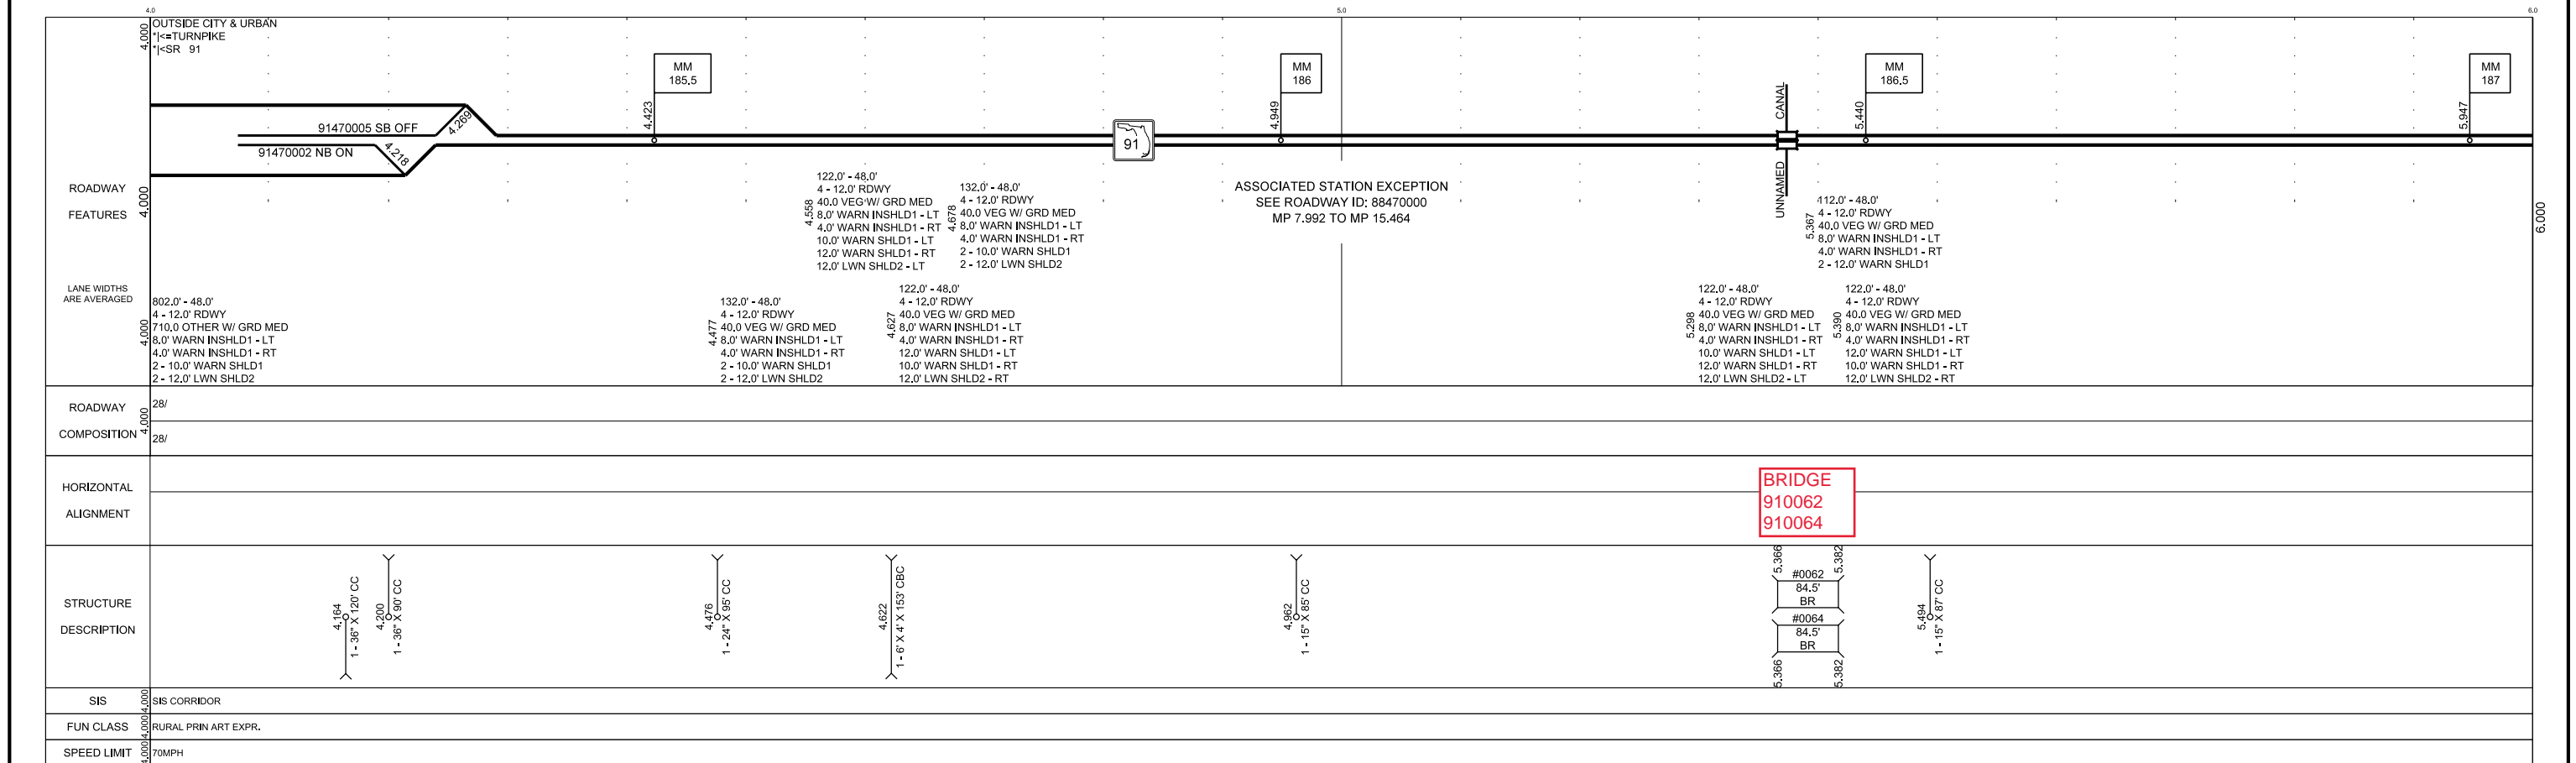 4.0
5.0
6.0
4.000
OUTSIDE CITY & URBAN
*|<=TURNPIKE
*|<SR 91
MM
185.5
MM
186
MM
186.5
MM
187
4.423
4.949
CANAL
5.440
5.947
91470005 SB OFF
4.269
91470002 NB ON
4.218
91
ROADWAY
FEATURES
4.000
4.558
122.0' - 48.0'
4 - 12.0' RDWY
40.0 VEG W/ GRD MED
8.0' WARN INSHLD1 - LT
4.0' WARN INSHLD1 - RT
10.0' WARN SHLD1 - LT
12.0' WARN SHLD1 - RT
12.0' LWN SHLD2 - LT
4.678
132.0' - 48.0'
4 - 12.0' RDWY
40.0 VEG W/ GRD MED
8.0' WARN INSHLD1 - LT
4.0' WARN INSHLD1 - RT
2 - 10.0' WARN SHLD1
2 - 12.0' LWN SHLD2
ASSOCIATED STATION EXCEPTION
SEE ROADWAY ID: 88470000
MP 7.992 TO MP 15.464
UNNAMED
5.367
112.0' - 48.0'
4 - 12.0' RDWY
40.0 VEG W/ GRD MED
8.0' WARN INSHLD1 - LT
4.0' WARN INSHLD1 - RT
2 - 12.0' WARN SHLD1
6.000
LANE WIDTHS
ARE AVERAGED
4.000
802.0' - 48.0'
4 - 12.0' RDWY
710.0 OTHER W/ GRD MED
8.0' WARN INSHLD1 - LT
4.0' WARN INSHLD1 - RT
2 - 10.0' WARN SHLD1
2 - 12.0' LWN SHLD2
4.477
132.0' - 48.0'
4 - 12.0' RDWY
40.0 VEG W/ GRD MED
8.0' WARN INSHLD1 - LT
4.0' WARN INSHLD1 - RT
2 - 10.0' WARN SHLD1
2 - 12.0' LWN SHLD2
4.627
122.0' - 48.0'
4 - 12.0' RDWY
40.0 VEG W/ GRD MED
8.0' WARN INSHLD1 - LT
4.0' WARN INSHLD1 - RT
12.0' WARN SHLD1 - LT
10.0' WARN SHLD1 - RT
12.0' LWN SHLD2 - RT
5.298
122.0' - 48.0'
4 - 12.0' RDWY
40.0 VEG W/ GRD MED
8.0' WARN INSHLD1 - LT
4.0' WARN INSHLD1 - RT
10.0' WARN SHLD1 - LT
12.0' WARN SHLD1 - RT
12.0' LWN SHLD2 - LT
5.390
122.0' - 48.0'
4 - 12.0' RDWY
40.0 VEG W/ GRD MED
8.0' WARN INSHLD1 - LT
4.0' WARN INSHLD1 - RT
12.0' WARN SHLD1 - LT
10.0' WARN SHLD1 - RT
12.0' LWN SHLD2 - RT
ROADWAY
COMPOSITION
4.000
28/
28/
HORIZONTAL
ALIGNMENT
BRIDGE
910062
910064
STRUCTURE
DESCRIPTION
4.164
1 - 36" X 120' CC
4.200
1 - 36" X 90' CC
4.476
1 - 24" X 95' CC
4.622
1 - 6' X 4' X 153' CBC
4.962
1 - 15" X 85' CC
5.366
5.382
#0062
84.5'
BR
#0064
84.5'
BR
5.366
5.382
5.494
1 - 15" X 87' CC
SIS
4.000
SIS CORRIDOR
FUN CLASS
4.000
RURAL PRIN ART EXPR.
SPEED LIMIT
4.000
70MPH